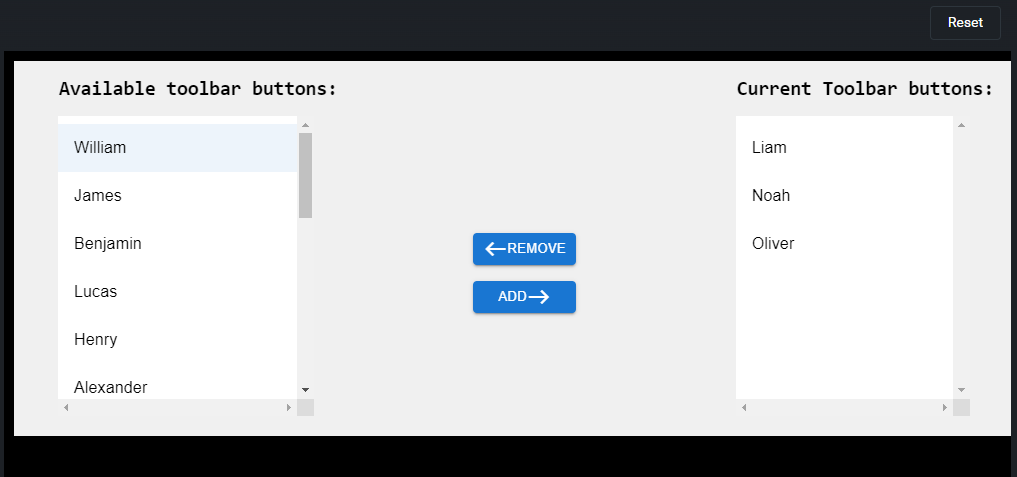 Reset
Available toolbar buttons:
William
James
Benjamin
Lucas
Henry
Alexander
REMOVE
ADD
Current Toolbar buttons:
Liam
Noah
Oliver